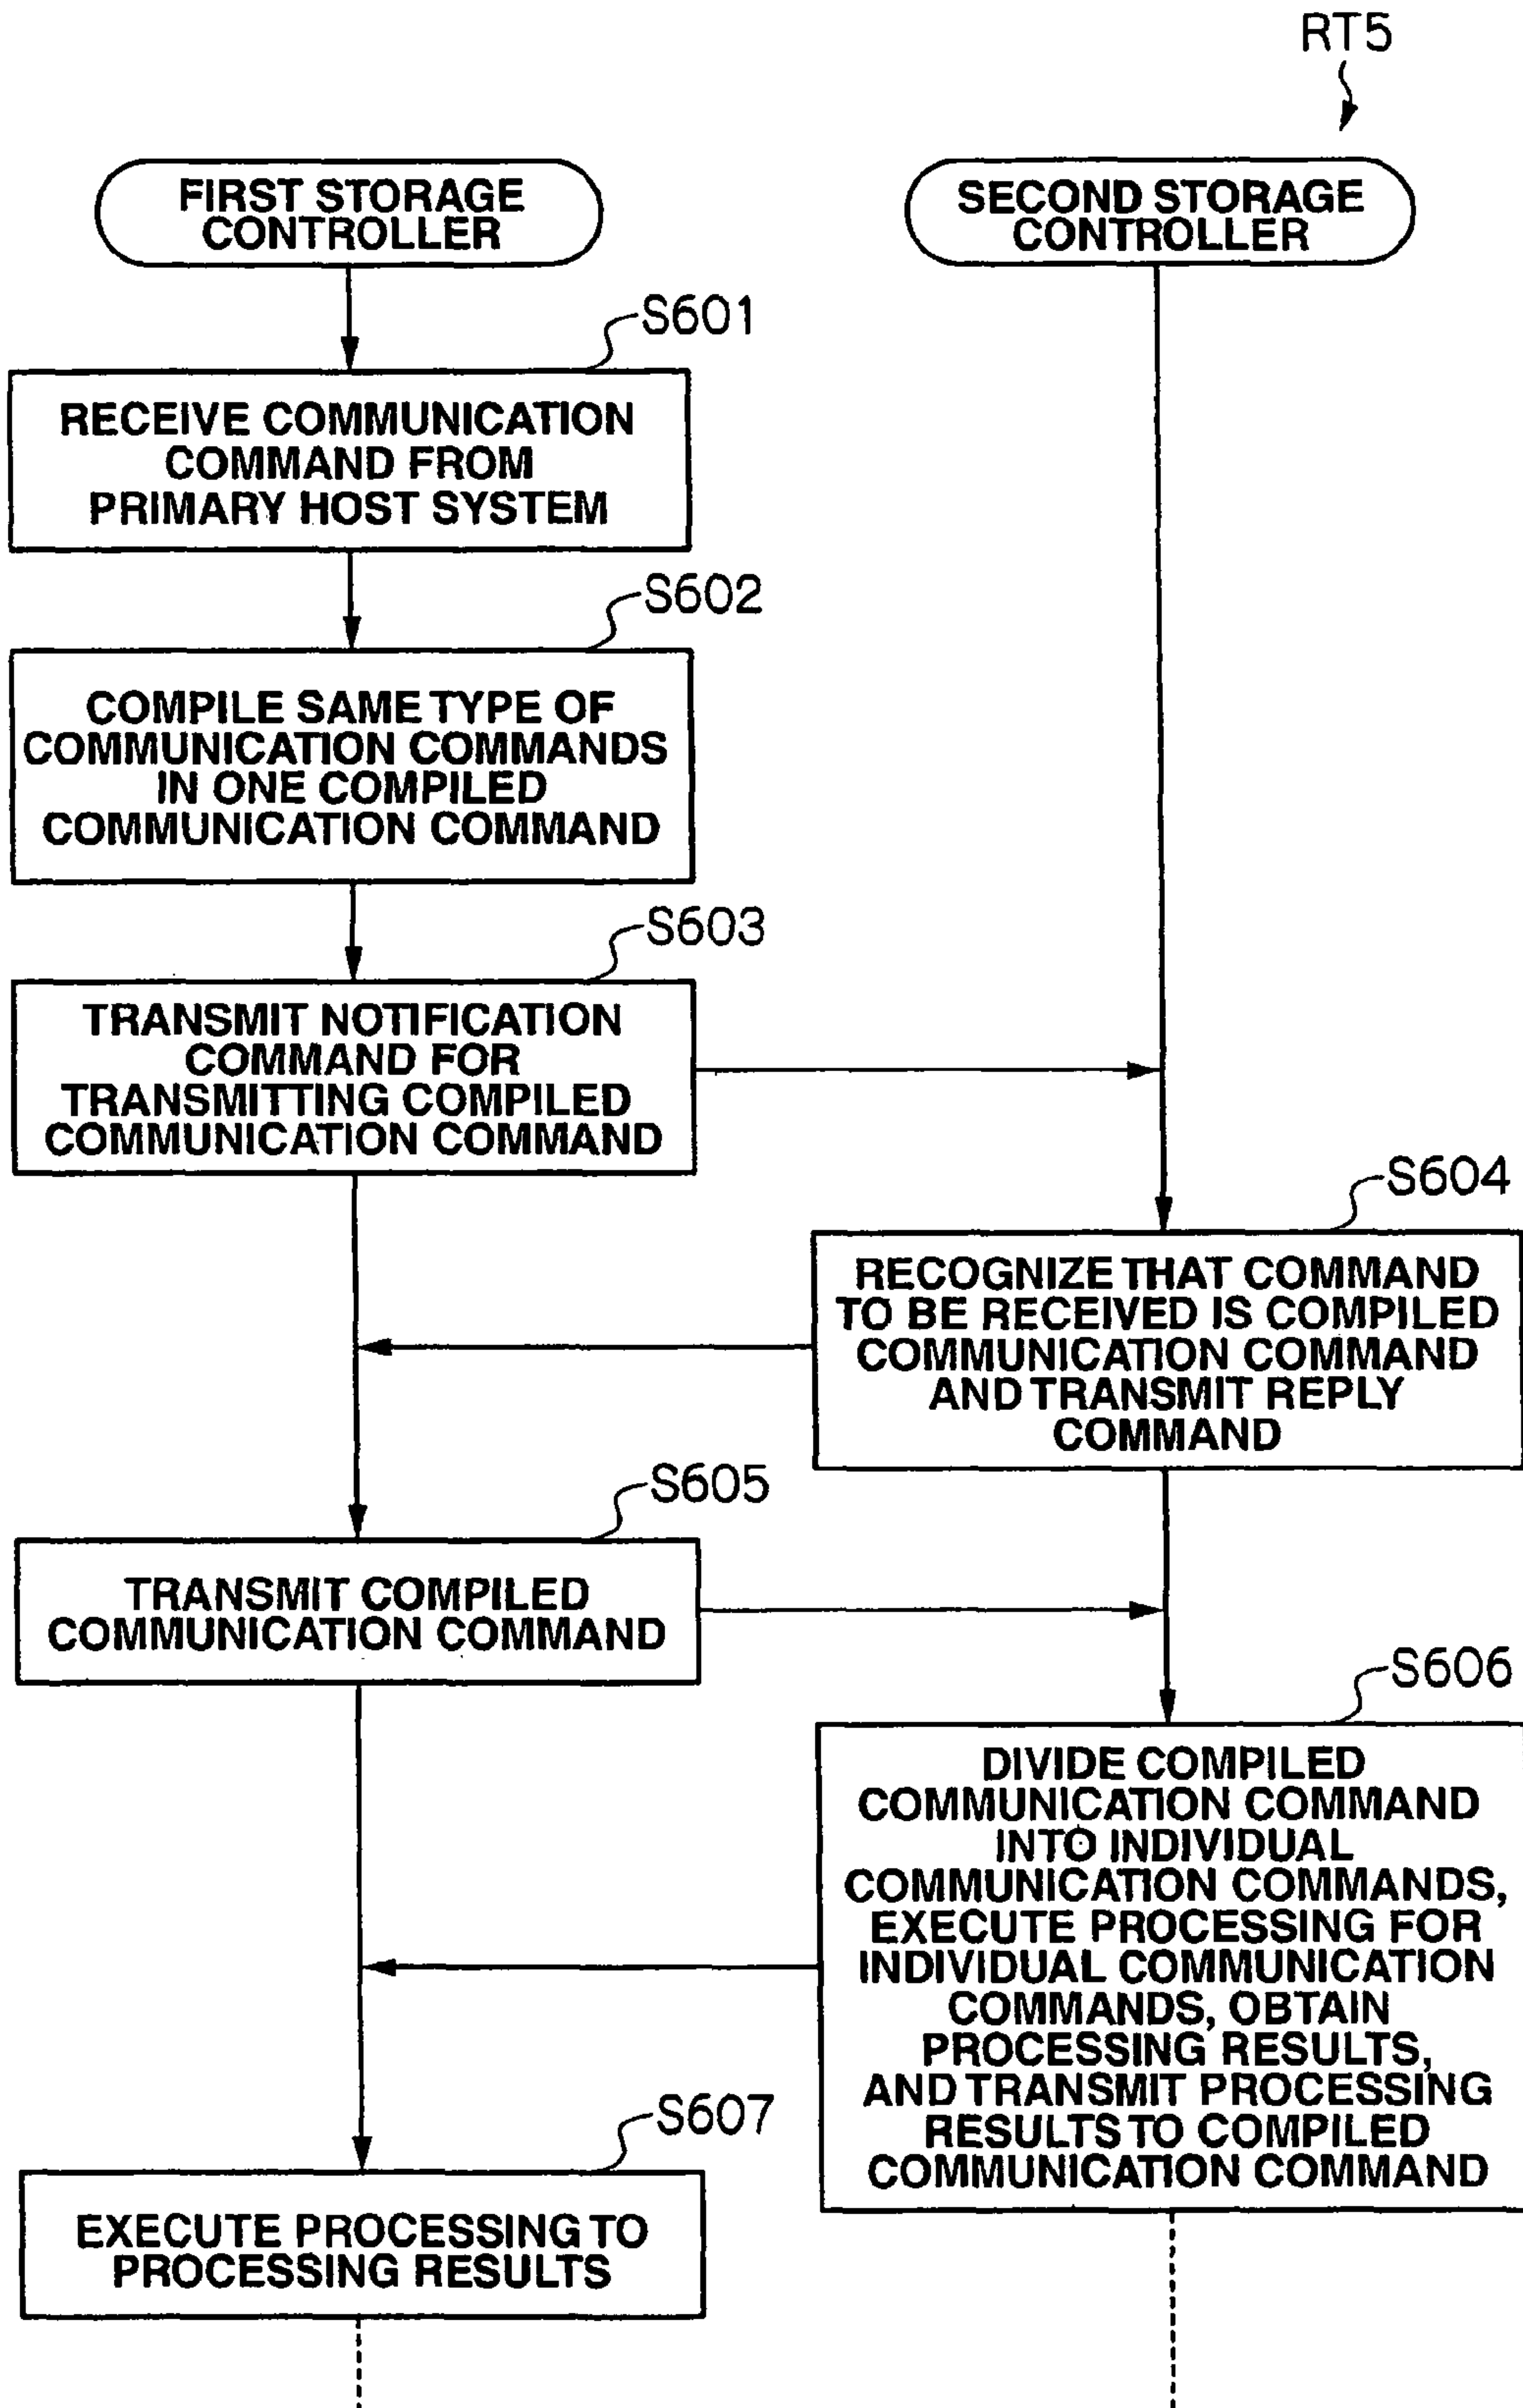 RT5
FIRST STORAGE
CONTROLLER
SECOND STORAGE
CONTROLLER
S601
RECEIVE COMMUNICATION
COMMAND FROM
PRIMARY HOST SYSTEM
S602
COMPILE SAME TYPE OF
COMMUNICATION COMMANDS
IN ONE COMPILED
COMMUNICATION COMMAND
S603
TRANSMIT NOTIFICATION
COMMAND FOR
TRANSMITTING COMPILED
COMMUNICATION COMMAND
S604
RECOGNIZE THAT COMMAND
TO BE RECEIVED IS COMPILED
COMMUNICATION COMMAND
AND TRANSMIT REPLY
COMMAND
S605
TRANSMIT COMPILED
COMMUNICATION COMMAND
S606
DIVIDE COMPILED
COMMUNICATION COMMAND
INTO INDIVIDUAL
COMMUNICATION COMMANDS,
EXECUTE PROCESSING FOR
INDIVIDUAL COMMUNICATION
COMMANDS, OBTAIN
PROCESSING RESULTS,
AND TRANSMIT PROCESSING
RESULTS TO COMPILED
COMMUNICATION COMMAND
S607
EXECUTE PROCESSING TO
PROCESSING RESULTS